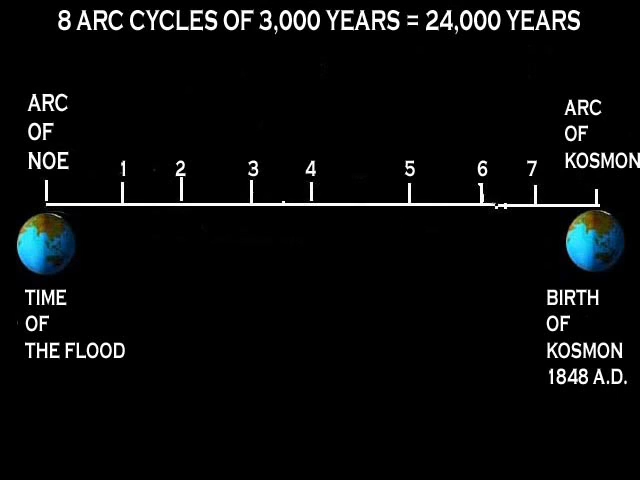 8 ARC CYCLES OF 3,000 YEARS = 24,000 YEARS
ARC
OF
NOE
1 2 3 4 5 6 7
ARC
OF
KOSMON
TIME
OF
THE FLOOD
BIRTH
OF
KOSMON
1848 A.D.